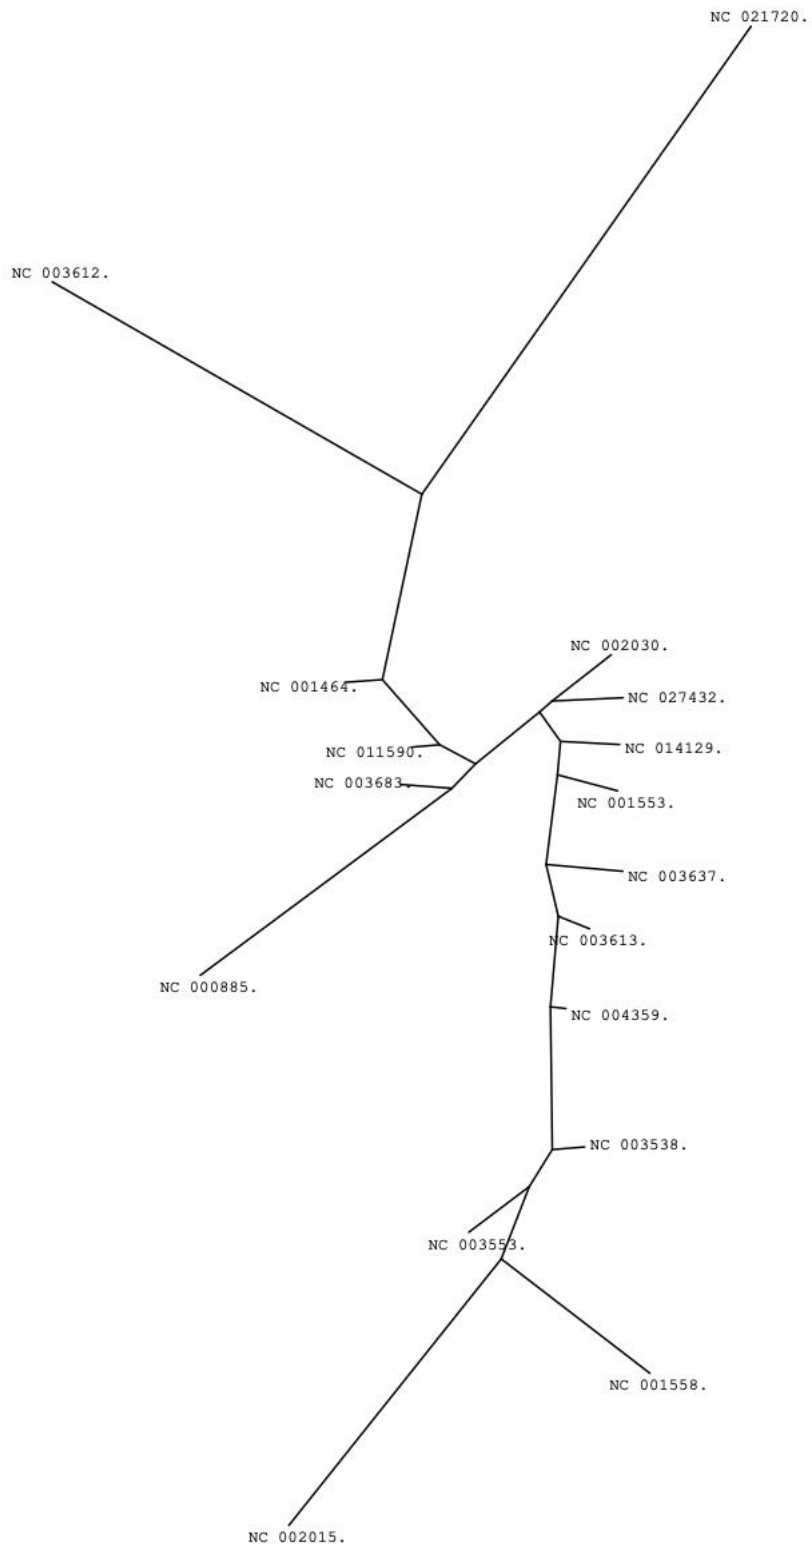 NC 021720.
NC 003612.
NC 002030.
NC 001464.
NC 027432.
NC 011590.
NC 014129.
NC 003683.
NC 001553.
NC 003637.
NC 003613.
NC 000885.
NC 004359.
NC 003538.
NC 003553.
NC 001558.
NC 002015.